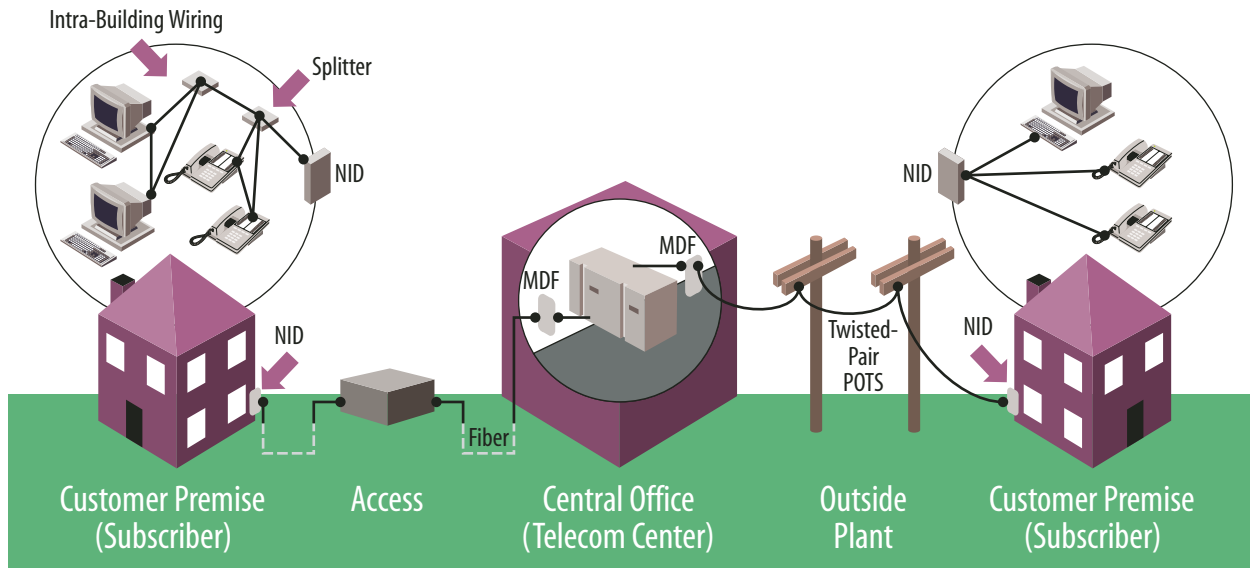 Intra-Building Wiring
Splitter
NID
NID
MDF
MDF
NID
Twisted-
Pair
POTS
NID
Fiber
Customer Premise
(Subscriber)
Access
Central Office
(Telecom Center)
Outside
Plant
Customer Premise
(Subscriber)